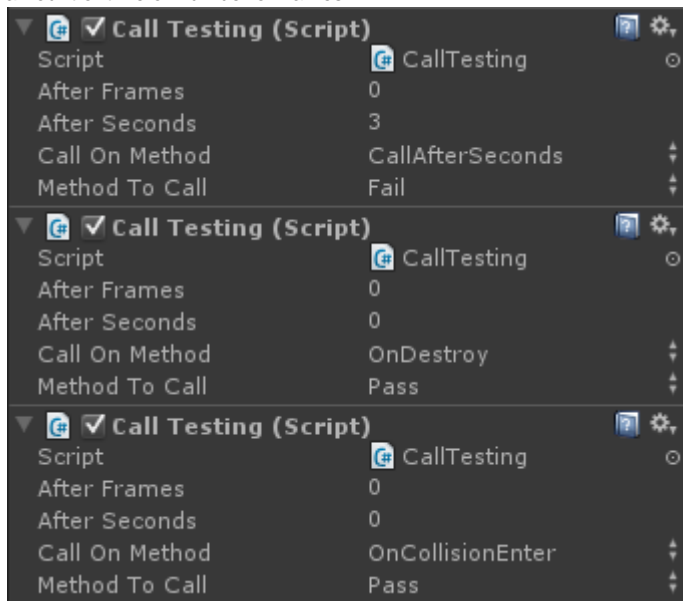 Call Testing (Script)
Script CallTesting
After Frames 0
After Seconds 3
Call On Method CallAfterSeconds
Method To Call Fail
Call Testing (Script)
Script CallTesting
After Frames 0
After Seconds 0
Call On Method OnDestroy
Method To Call Pass
Call Testing (Script)
Script CallTesting
After Frames 0
After Seconds 0
Call On Method OnCollisionEnter
Method To Call Pass